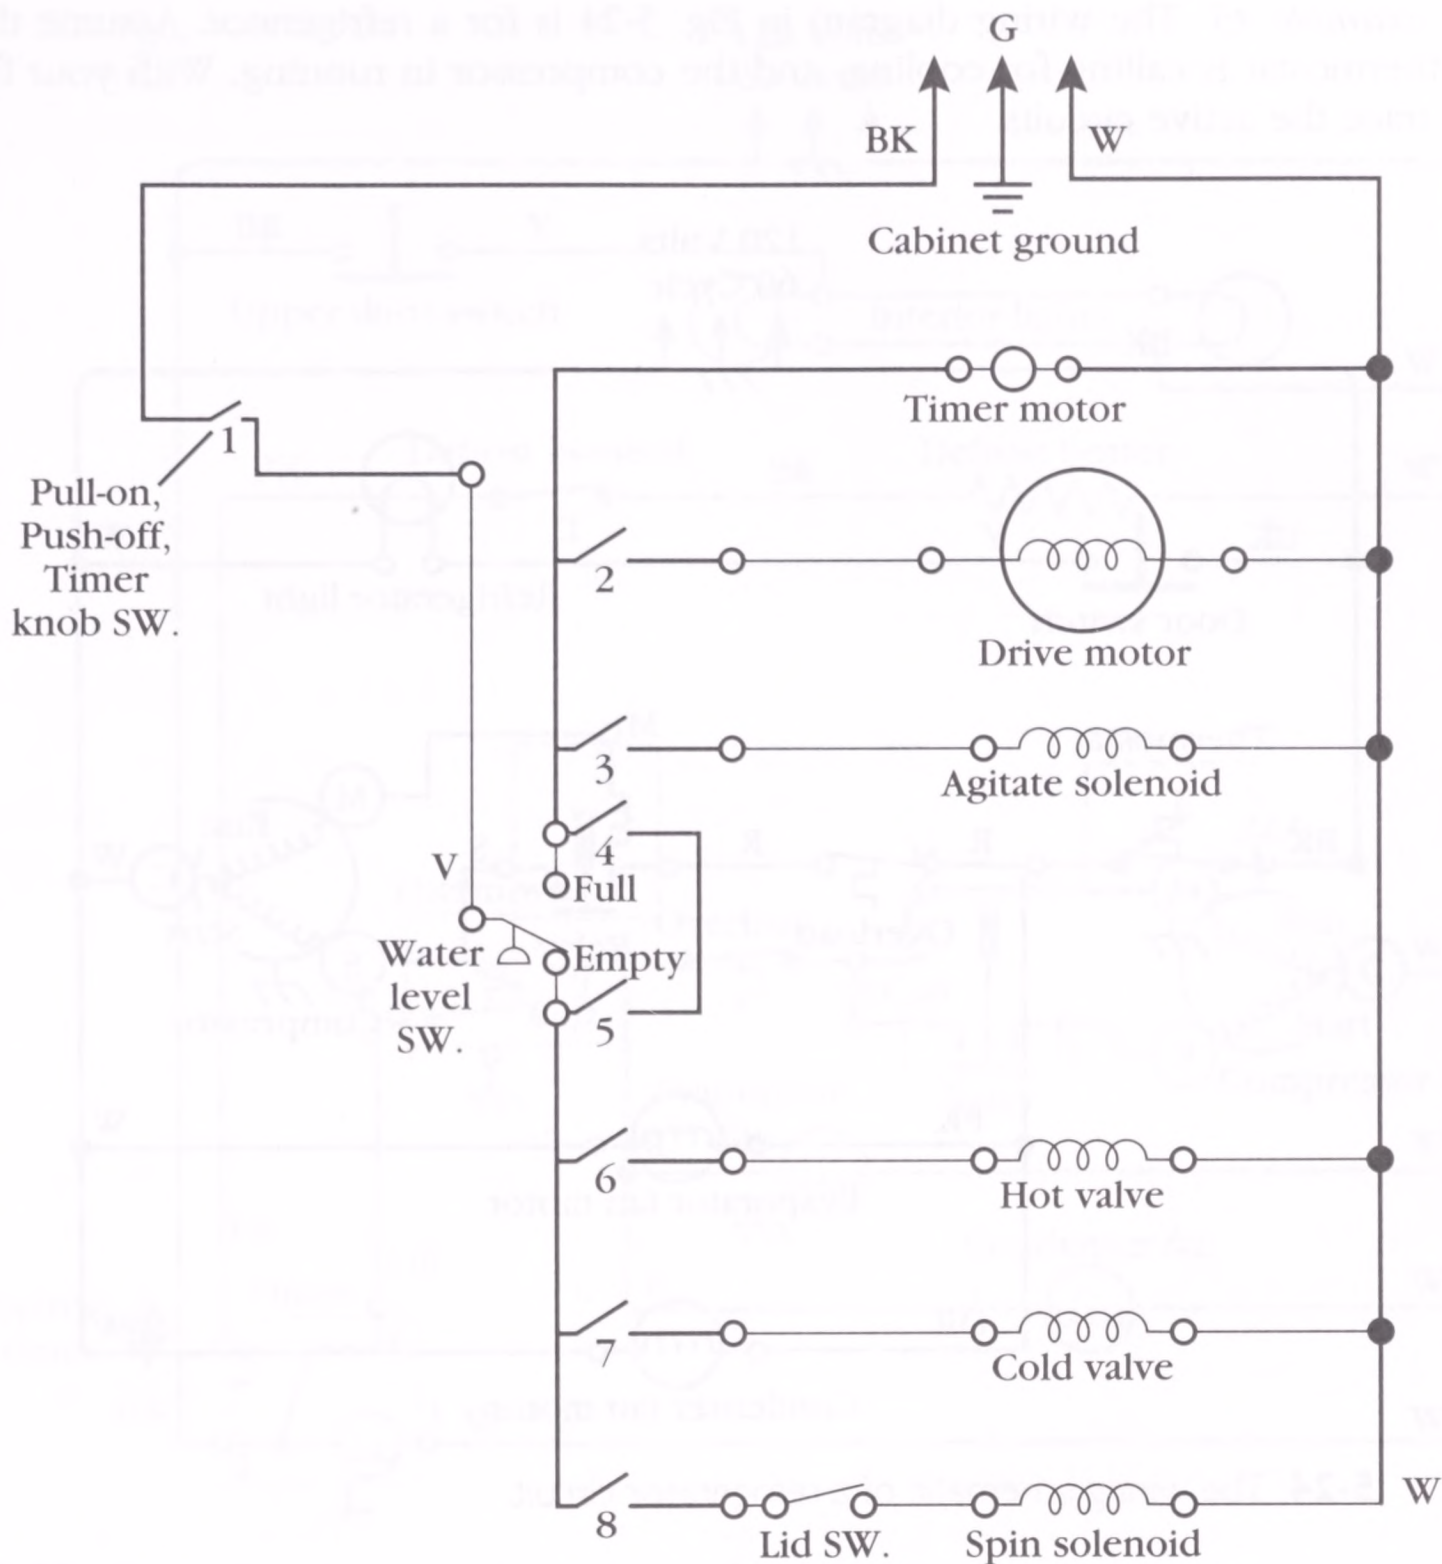 G
BK
W
Cabinet ground
Timer motor
1
Pull-on,
Push-off,
Timer
knob SW.
2
Drive motor
3
Agitate solenoid
4
V
Full
Water
Empty
level
SW.
5
6
Hot valve
7
Cold valve
W
8
Lid SW.
Spin solenoid